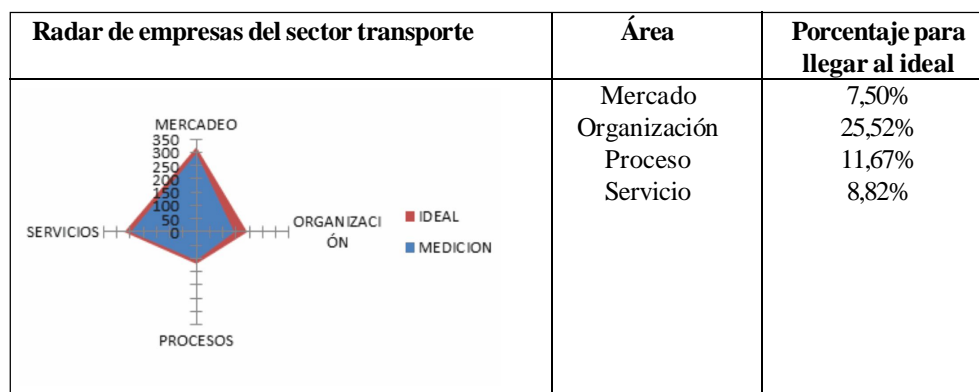 Radar de empresas del sector transporte
Área
Porcentaje para
llegar al ideal
MERCADEO
350
300
250
200
150
100
50
0
SERVICIOS
ORGANIZACI
ÓN
PROCESOS
IDEAL
MEDICION
Mercado 7,50%
Organización 25,52%
Proceso 11,67%
Servicio 8,82%